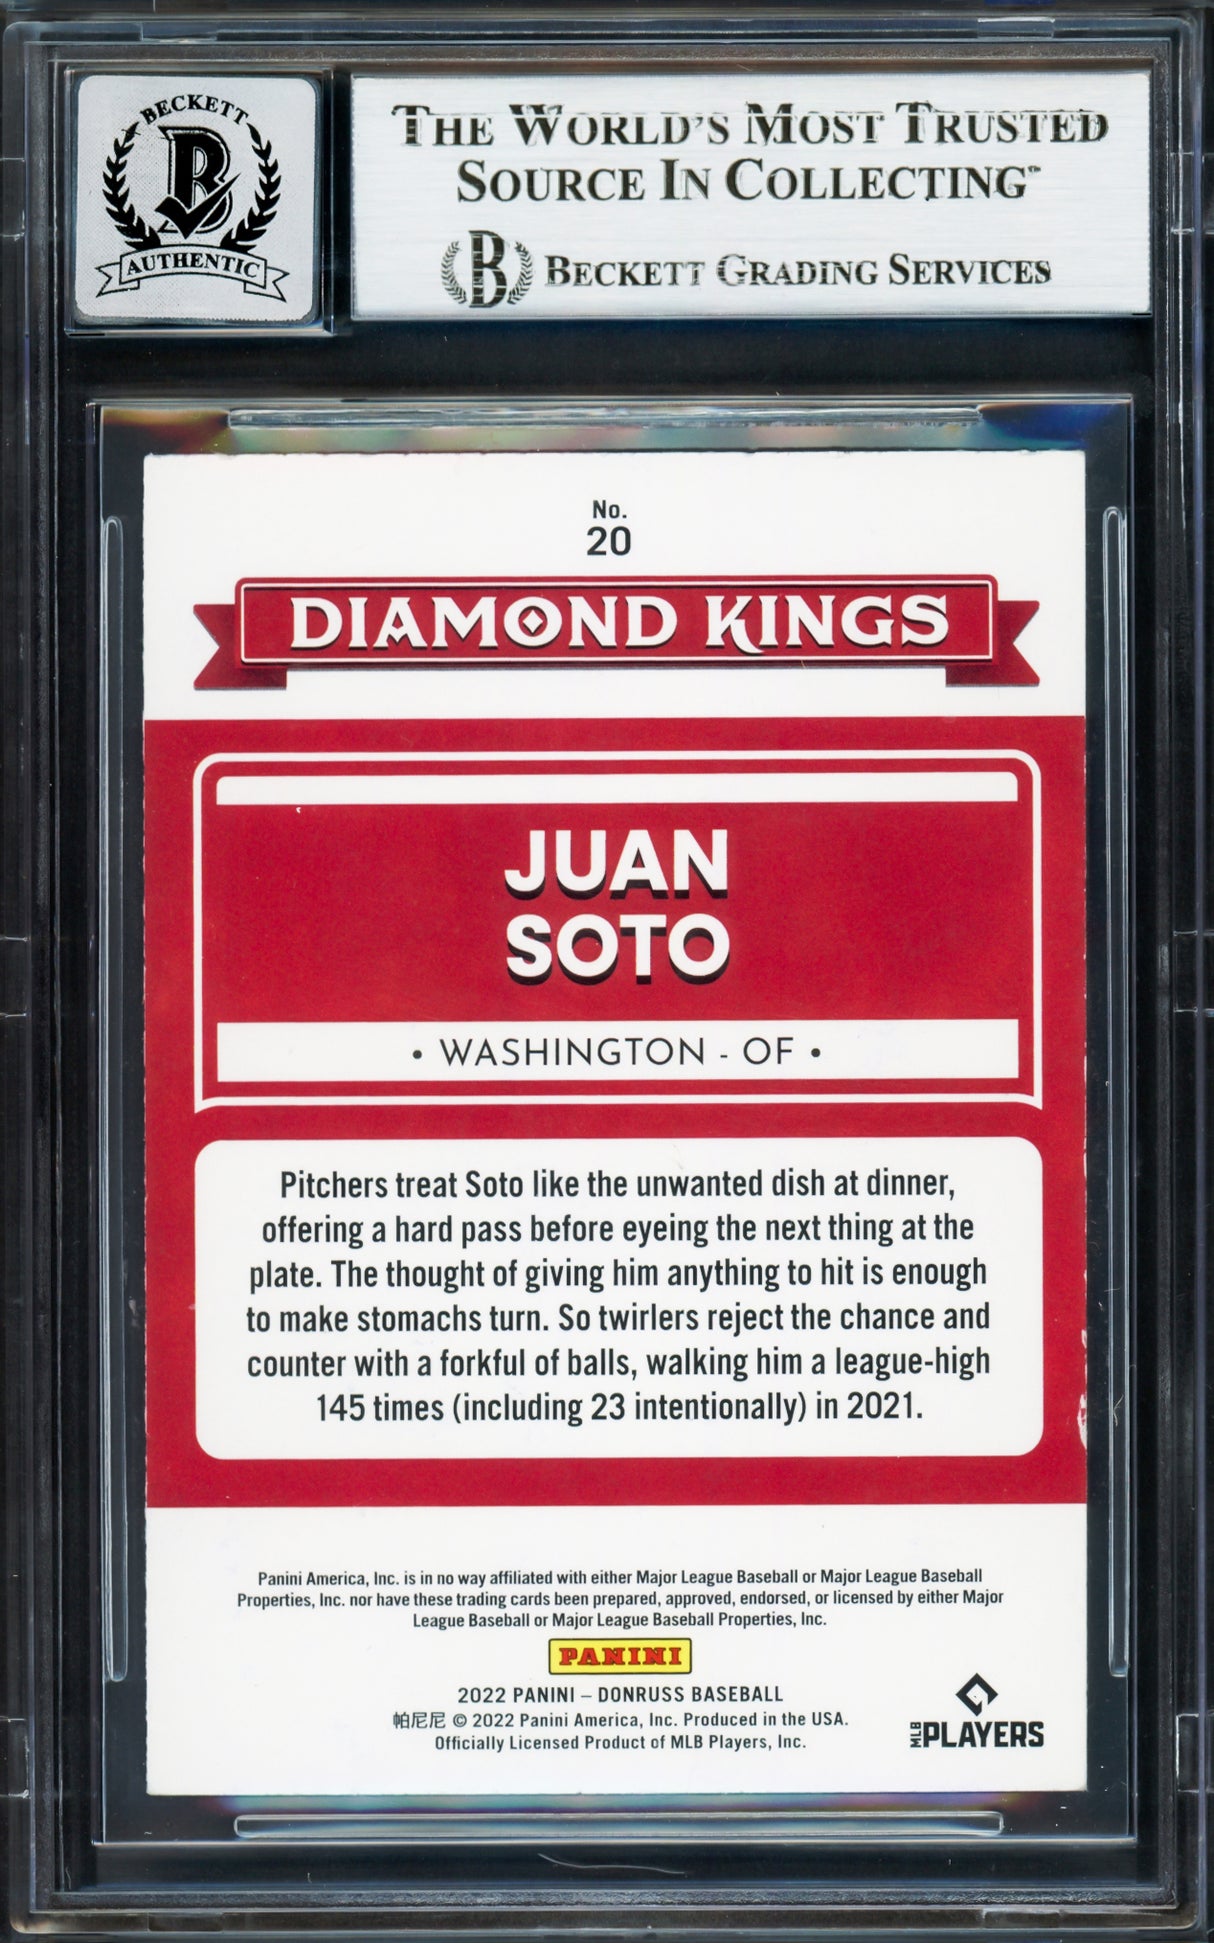 BECKETT
B
AUTHENTIC
THE WORLD'S MOST TRUSTED
SOURCE IN COLLECTING™
B BECKETT GRADING SERVICES
No.
20
DIAMOND KINGS
JUAN
SOTO
• WASHINGTON - OF •
Pitchers treat Soto like the unwanted dish at dinner,
offering a hard pass before eyeing the next thing at the
plate. The thought of giving him anything to hit is enough
to make stomachs turn. So twirlers reject the chance and
counter with a forkful of balls, walking him a league-high
145 times (including 23 intentionally) in 2021.
Panini America, Inc. is in no way affiliated with either Major League Baseball or Major League Baseball
Properties, Inc. nor have these trading cards been prepared, approved, endorsed, or licensed by either Major
League Baseball or Major League Baseball Properties, Inc.
PANINI
2022 PANINI – DONRUSS BASEBALL
帕尼尼 © 2022 Panini America, Inc. Produced in the USA.
Officially Licensed Product of MLB Players, Inc.
MLB PLAYERS